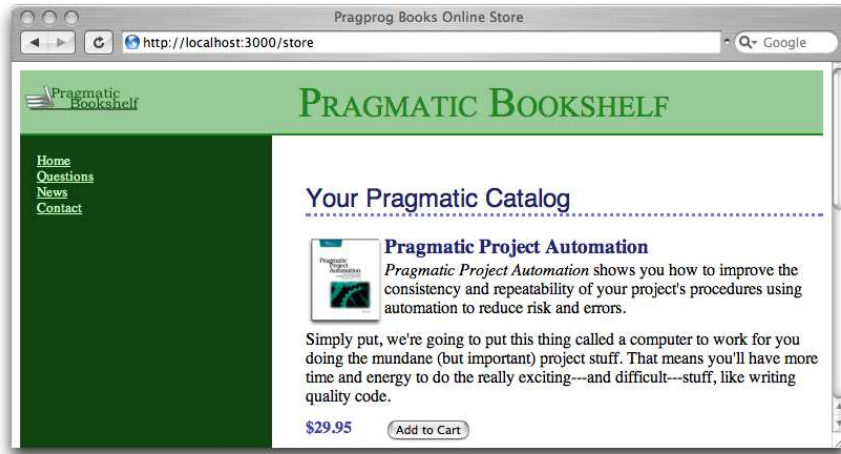 Pragprog Books Online Store
http://localhost:3000/store
Google
Pragmatic
Bookshelf
PRAGMATIC BOOKSHELF
Home
Questions
News
Contact
Your Pragmatic Catalog
Pragmatic
Project
Automation
Pragmatic Project Automation
Pragmatic Project Automation shows you how to improve the
consistency and repeatability of your project's procedures using
automation to reduce risk and errors.
Simply put, we're going to put this thing called a computer to work for you
doing the mundane (but important) project stuff. That means you'll have more
time and energy to do the really exciting---and difficult---stuff, like writing
quality code.
$29.95 Add to Cart